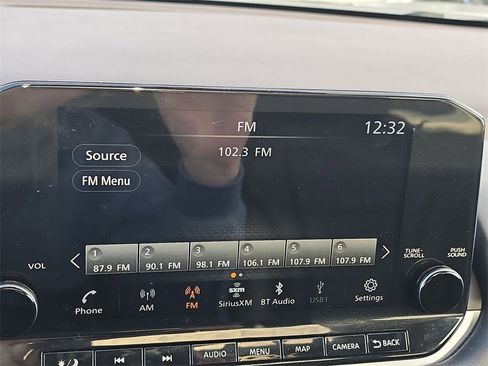 FM
12:32
Source
102.3 FM
FM Menu
1 2 3 4 5 6
87.9 FM 90.1 FM 98.1 FM 106.1 FM 107.9 FM 107.9 FM
VOL
TUNE-SCROLL
PUSH SOUND
sxm
Phone AM FM SiriusXM BT Audio USB1 Settings
AUDIO MENU MAP CAMERA BACK